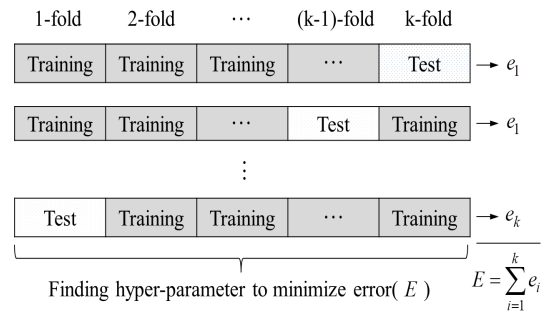 1-fold 2-fold ⋯ (k-1)-fold k-fold
Training Training Training ⋯ Test → e₁
Training Training ⋯ Test Training → e₁
⋮
Test Training Training ⋯ Training → eₖ
Finding hyper-parameter to minimize error( E ) E = ∑ᵢ₌₁ᵏ eᵢ